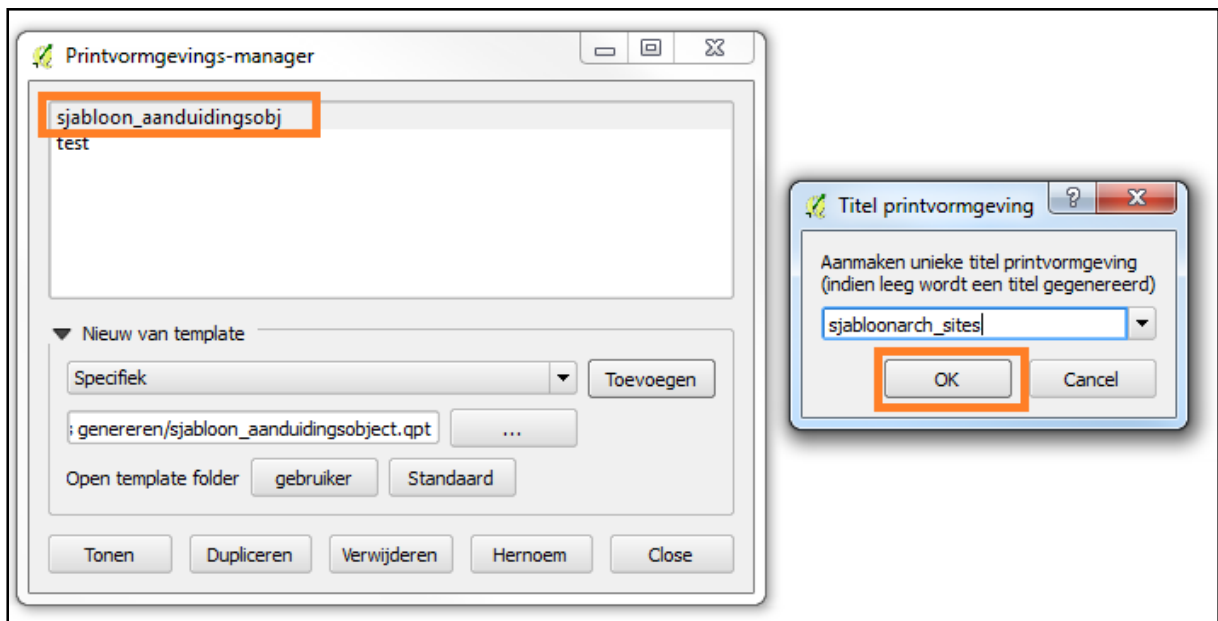 Printvormgevings-manager
sjabloon_aanduidingsobj
test
Nieuw van template
Specifiek
Toevoegen
genereren/sjabloon_aanduidingsobject.qpt
...
Open template folder
gebruiker
Standaard
Tonen
Dupliceren
Verwijderen
Hernoem
Close
Titel printvormgeving
?
Aanmaken unieke titel printvormgeving
(indien leeg wordt een titel gegenereerd)
sjabloonarch_sites
OK
Cancel